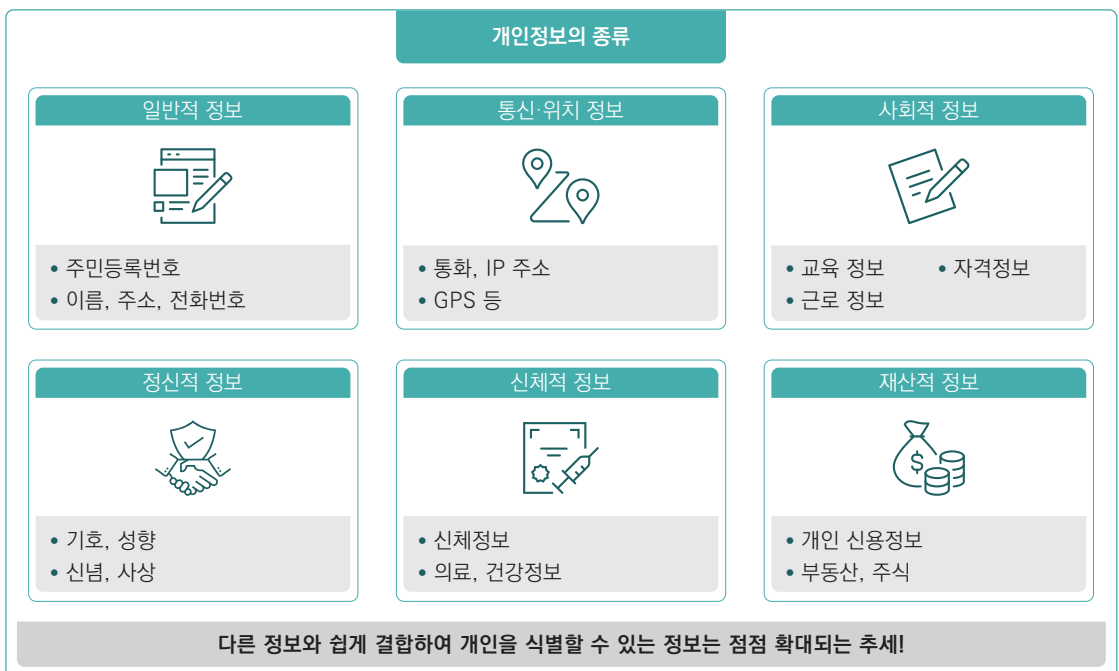 개인정보의 종류
일반적 정보
• 주민등록번호
• 이름, 주소, 전화번호
통신·위치 정보
• 통화, IP 주소
• GPS 등
사회적 정보
• 교육 정보 • 자격정보
• 근로 정보
정신적 정보
• 기호, 성향
• 신념, 사상
신체적 정보
• 신체정보
• 의료, 건강정보
재산적 정보
$
• 개인 신용정보
• 부동산, 주식
다른 정보와 쉽게 결합하여 개인을 식별할 수 있는 정보는 점점 확대되는 추세!